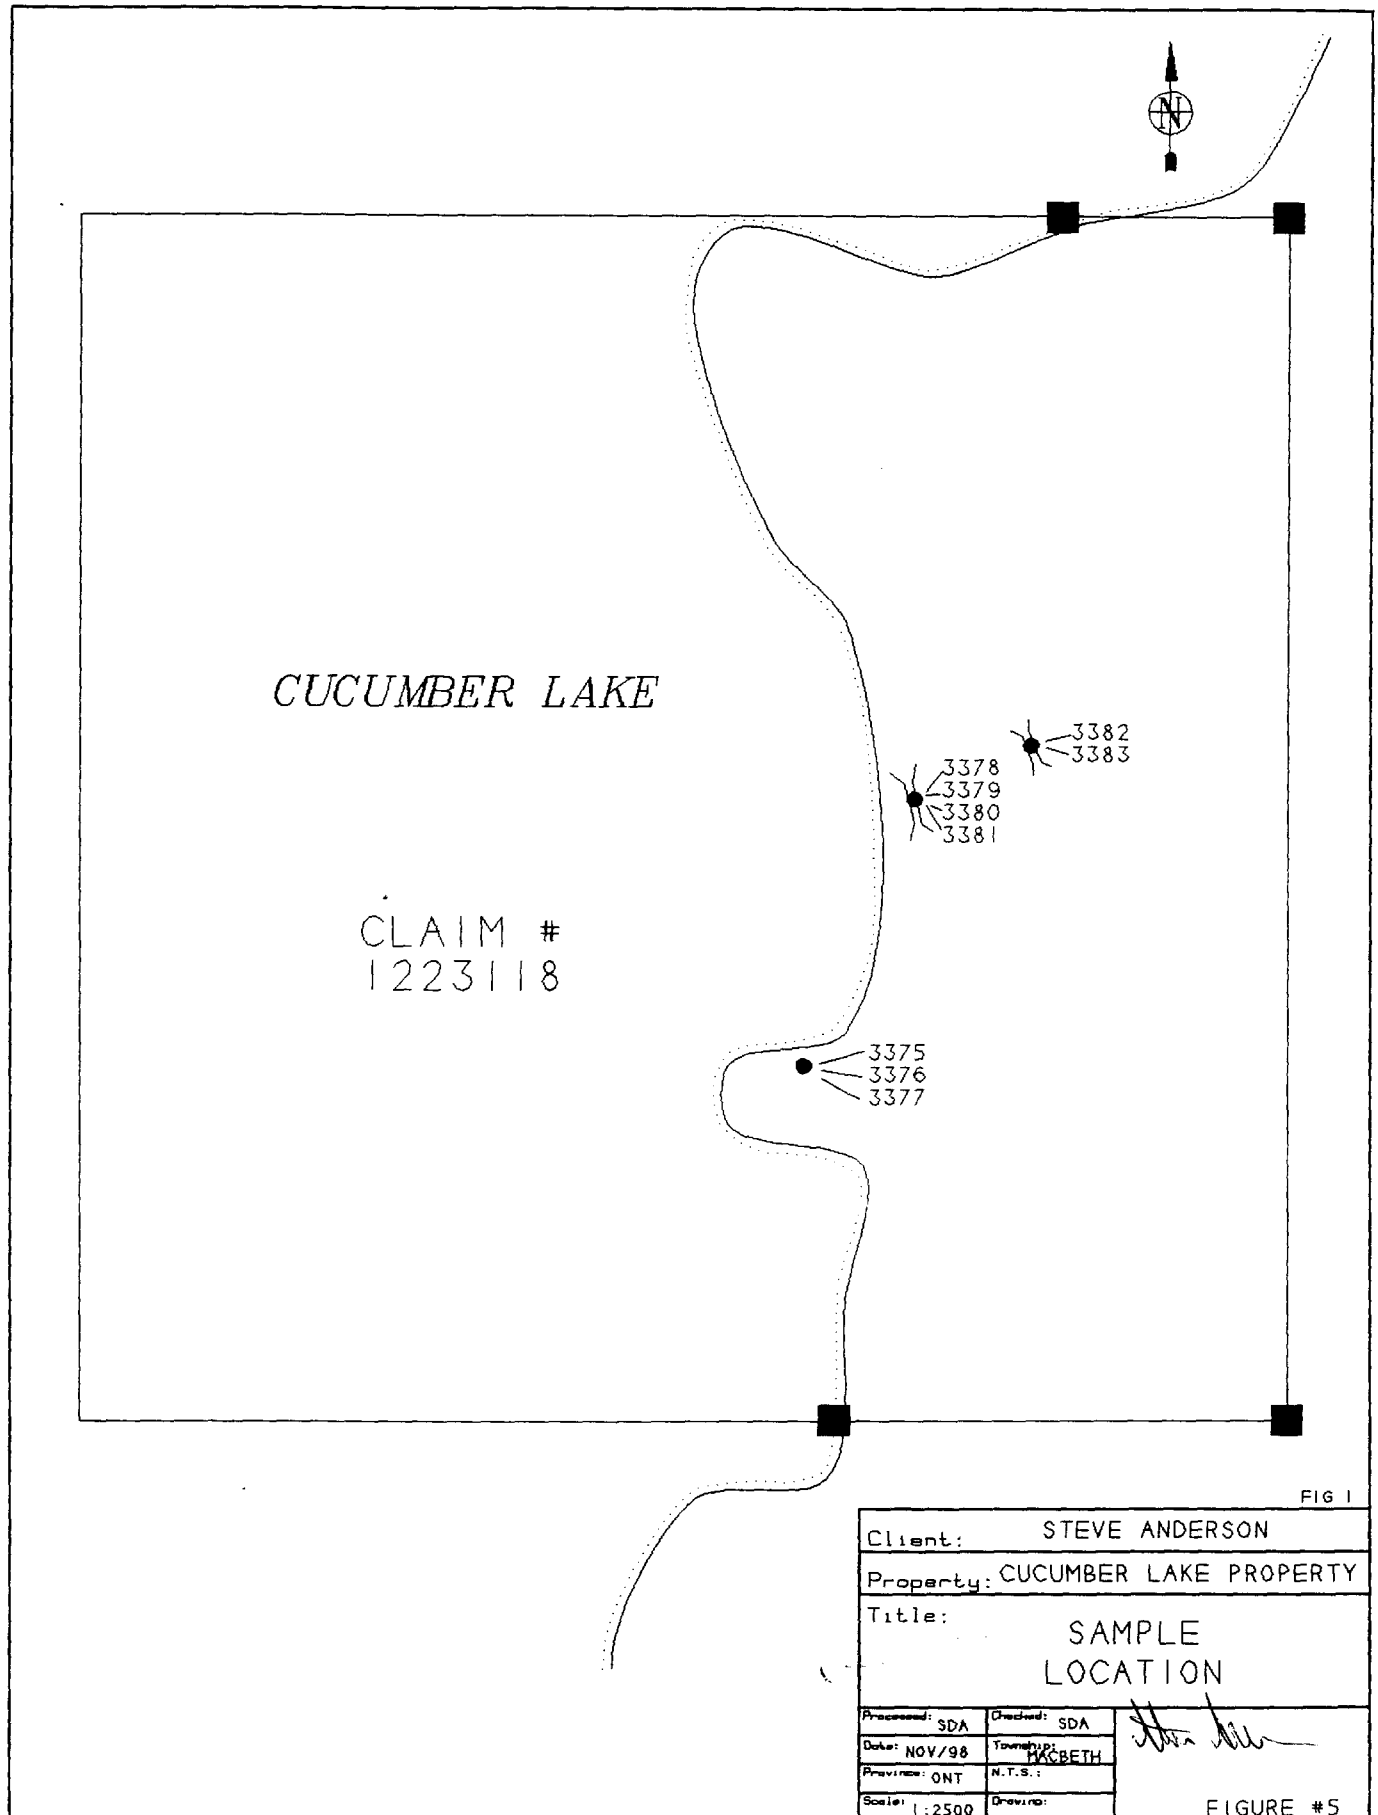 N
CUCUMBER LAKE
3382
3383
3378
3379
3380
3381
CLAIM #
1223118
3375
3376
3377
FIG 1
Client: STEVE ANDERSON
Property: CUCUMBER LAKE PROPERTY
Title: SAMPLE
LOCATION
Processed: SDA Checked: SDA
Date: NOV/98 Township: MACBETH
Province: ONT N.T.S.:
Scale: 1:2500 Drawing:
FIGURE #5